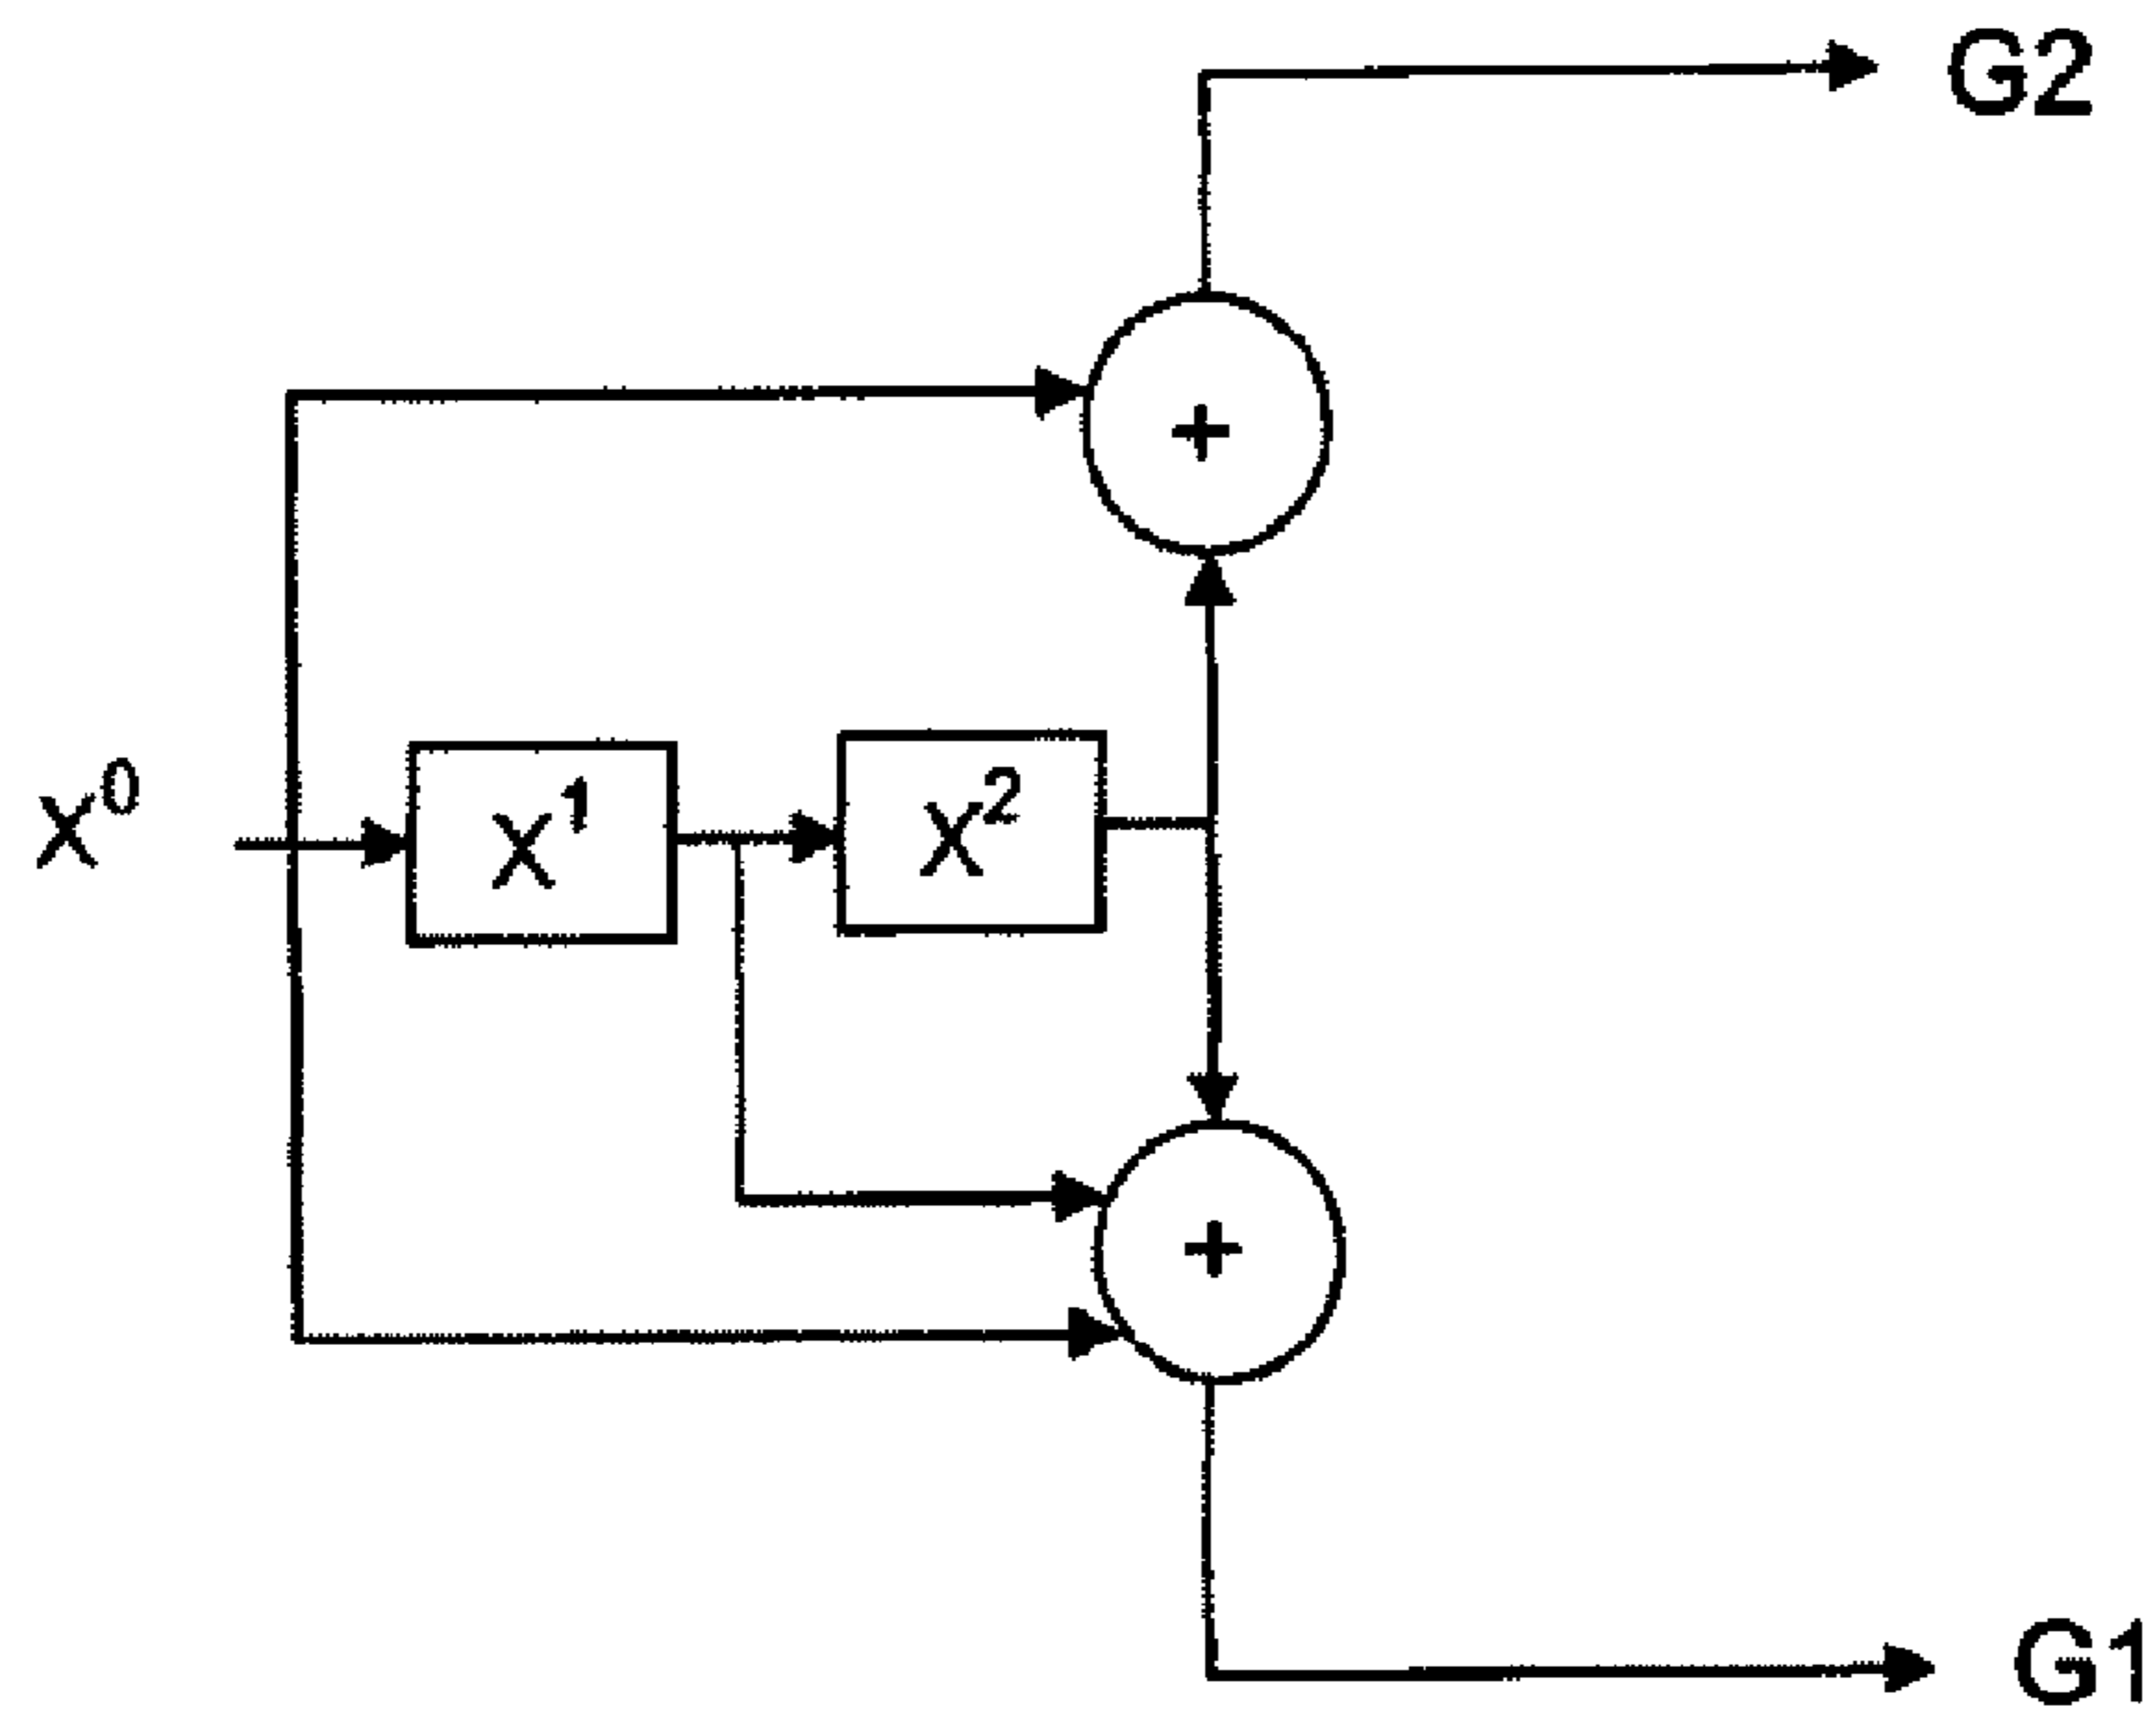 G2
+
X⁰
X¹
X²
+
G1